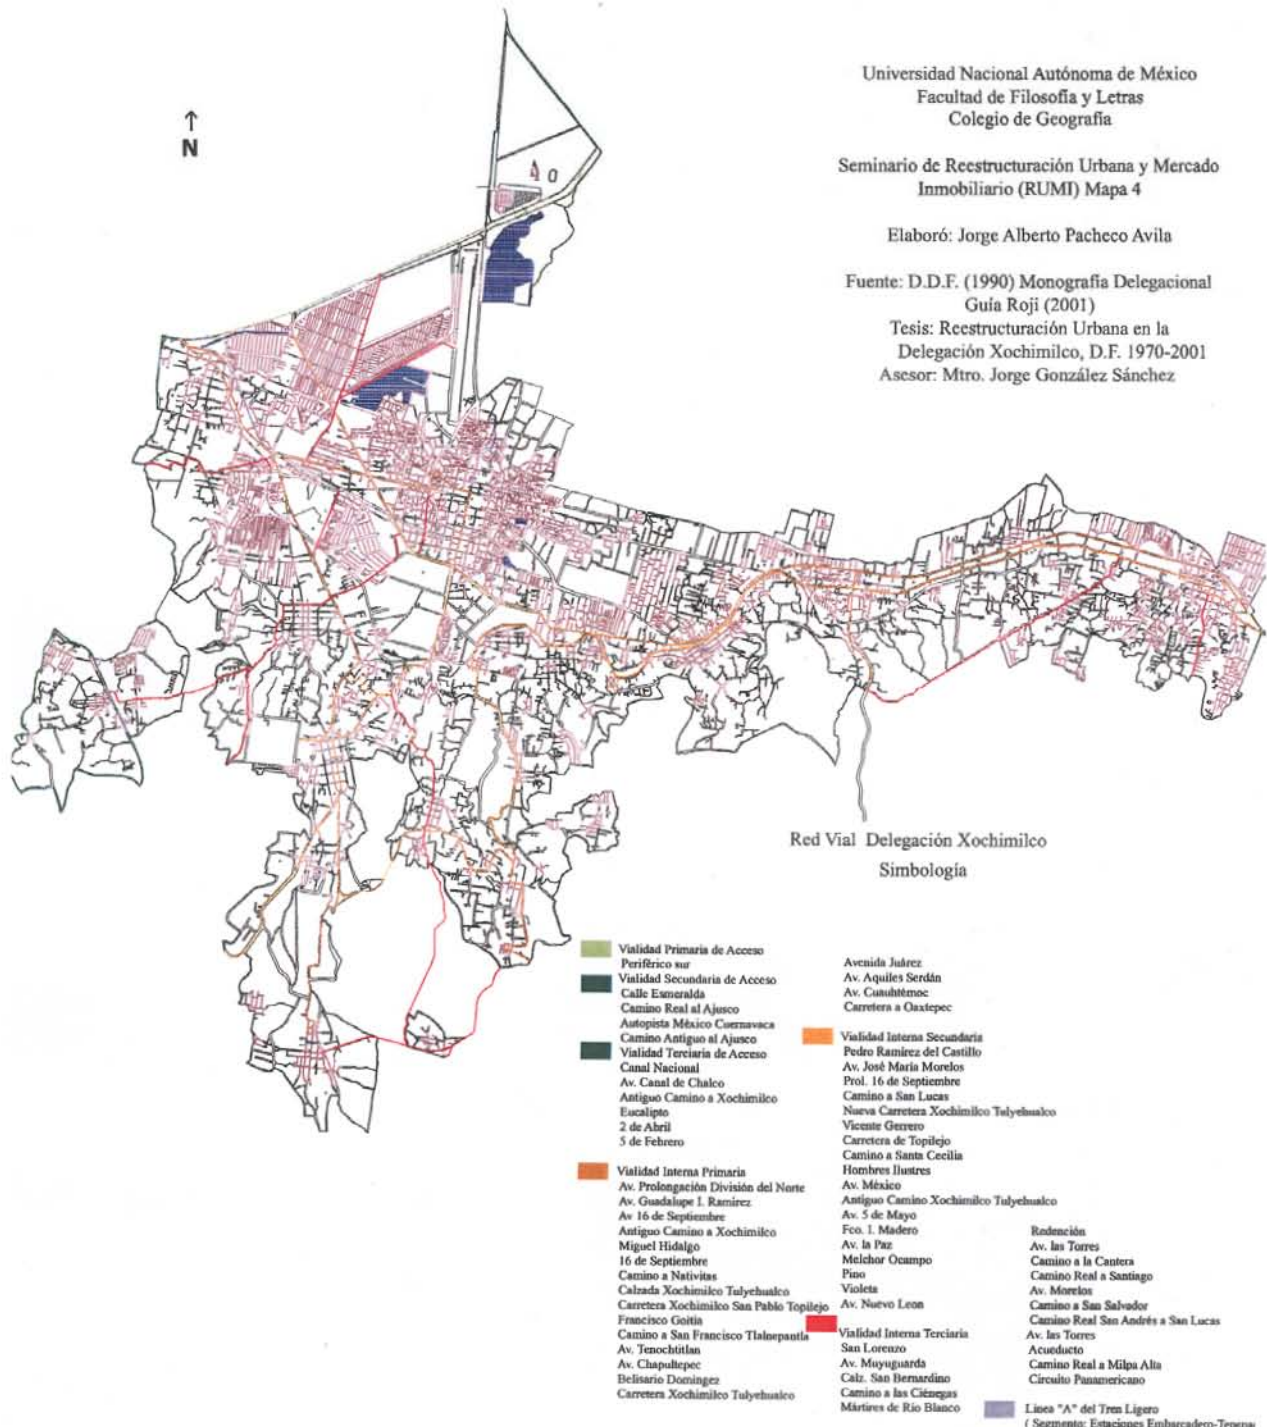 N
Universidad Nacional Autónoma de México
Facultad de Filosofía y Letras
Colegio de Geografía
Seminario de Reestructuración Urbana y Mercado
Inmobiliario (RUMI) Mapa 4
Elaboró: Jorge Alberto Pacheco Avila
Fuente: D.D.F. (1990) Monografía Delegacional
Guía Roji (2001)
Tesis: Reestructuración Urbana en la
Delegación Xochimilco, D.F. 1970-2001
Asesor: Mtro. Jorge González Sánchez
Red Vial Delegación Xochimilco
Simbología
Vialidad Primaria de Acceso
Periférico sur
Vialidad Secundaria de Acceso
Calle Esmeralda
Camino Real al Ajusco
Autopista México Cuernavaca
Camino Antiguo al Ajusco
Vialidad Terciaria de Acceso
Canal Nacional
Av. Canal de Chalco
Antiguo Camino a Xochimilco
Eucalipto
2 de Abril
5 de Febrero
Vialidad Interna Primaria
Av. Prolongación División del Norte
Av. Guadalupe I. Ramírez
Av 16 de Septiembre
Antiguo Camino a Xochimilco
Miguel Hidalgo
16 de Septiembre
Camino a Nativitas
Calzada Xochimilco Tulyehualco
Carretera Xochimilco San Pablo Topilejo
Francisco Goitia
Camino a San Francisco Tlalnepantla
Av. Tenochtitlan
Av. Chapultepec
Belisario Domingez
Carretera Xochimilco Tulyehualco
Avenida Juárez
Av. Aquiles Serdán
Av. Cuauhtémoc
Carretera a Oaxtepec
Vialidad Interna Secundaria
Pedro Ramírez del Castillo
Av. José María Morelos
Prol. 16 de Septiembre
Camino a San Lucas
Nueva Carretera Xochimilco Tulyehualco
Vicente Gerrero
Carretera de Topilejo
Camino a Santa Cecilia
Hombres Ilustres
Av. México
Antiguo Camino Xochimilco Tulyehualco
Av. 5 de Mayo
Fco. I. Madero
Av. la Paz
Melchor Ocampo
Pino
Violeta
Av. Nuevo Leon
Vialidad Interna Terciaria
San Lorenzo
Av. Muyuguarda
Calz. San Bernardino
Camino a las Ciénegas
Mártires de Río Blanco
Redención
Av. las Torres
Camino a la Cantera
Camino Real a Santiago
Av. Morelos
Camino a San Salvador
Camino Real San Andrés a San Lucas
Av. las Torres
Acueducto
Camino Real a Milpa Alta
Circuito Panamericano
Línea "A" del Tren Ligero
( Segmento: Estaciones Embarcadero-Tepepan